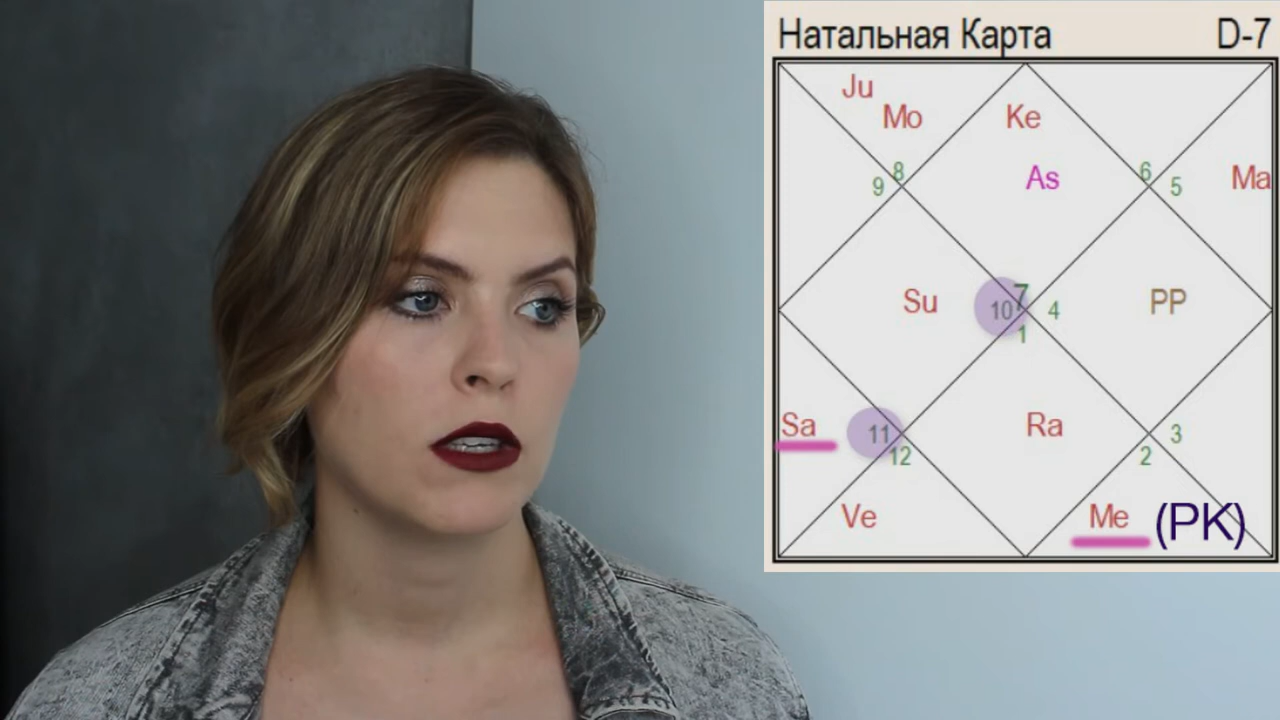 Натальная Карта D-7
Ju
Mo Ke
8 6
9 As 5 Ma
Su 10 7 4 PP
1
Sa 11 Ra 3
12 2
Ve Me (PK)